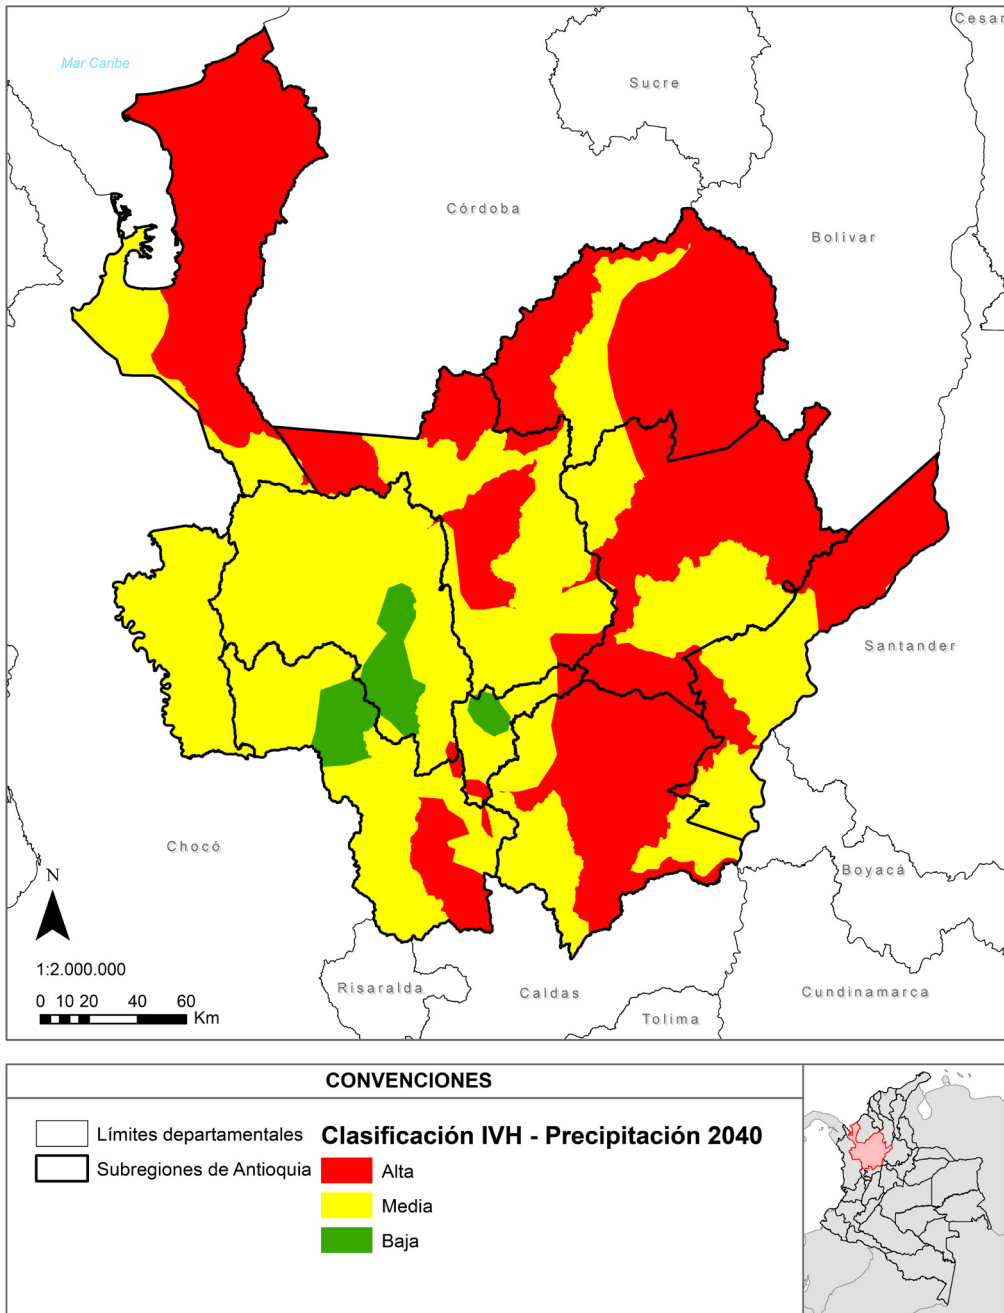 Cesar
Mar Caribe
Sucre
Córdoba
Bolívar
Santander
Chocó
Boyacá
N
1:2.000.000
Risaralda
Caldas
Cundinamarca
0 10 20 40 60
Km
Tolima
CONVENCIONES
Límites departamentales
Subregiones de Antioquia
Clasificación IVH - Precipitación 2040
Alta
Media
Baja